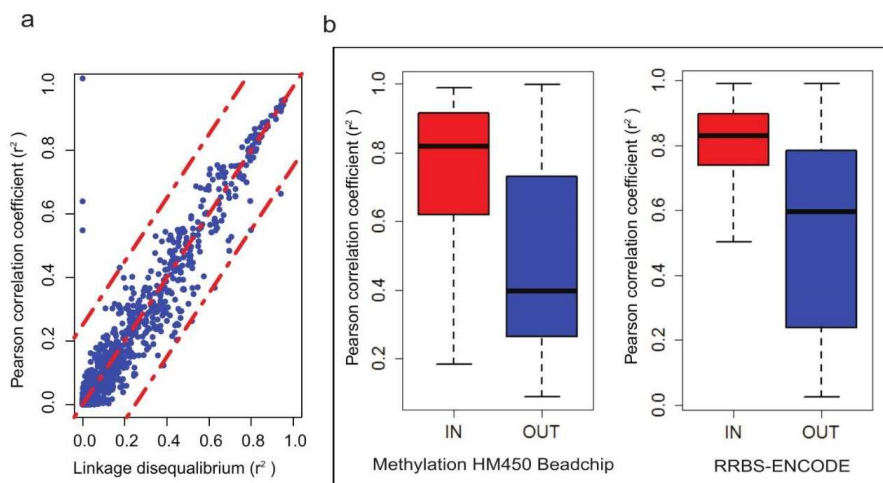 a
b
Pearson correlation coefficient (r²)
1.0
0.8
0.6
0.4
0.2
0.0
0.0 0.2 0.4 0.6 0.8 1.0
Linkage disequalibrium (r²)
Pearson correlation coefficient (r²)
1.0
0.8
0.6
0.4
0.2
IN OUT
Methylation HM450 Beadchip
Pearson correlation coefficient (r²)
1.0
0.8
0.6
0.4
0.2
0.0
IN OUT
RRBS-ENCODE